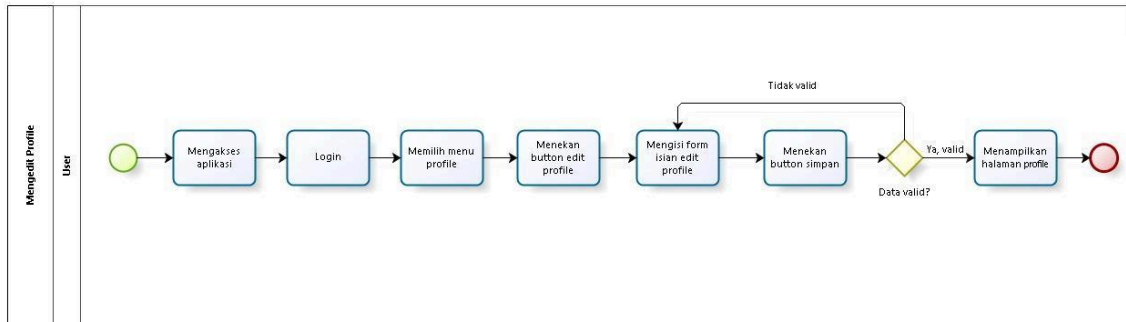 Mengedit Profile
User
Mengakses
aplikasi
Login
Memilih menu
profile
Menekan
button edit
profile
Mengisi form
isian edit
profile
Menekan
button simpan
Tidak valid
Data valid?
Ya, valid
Menampilkan
halaman profile